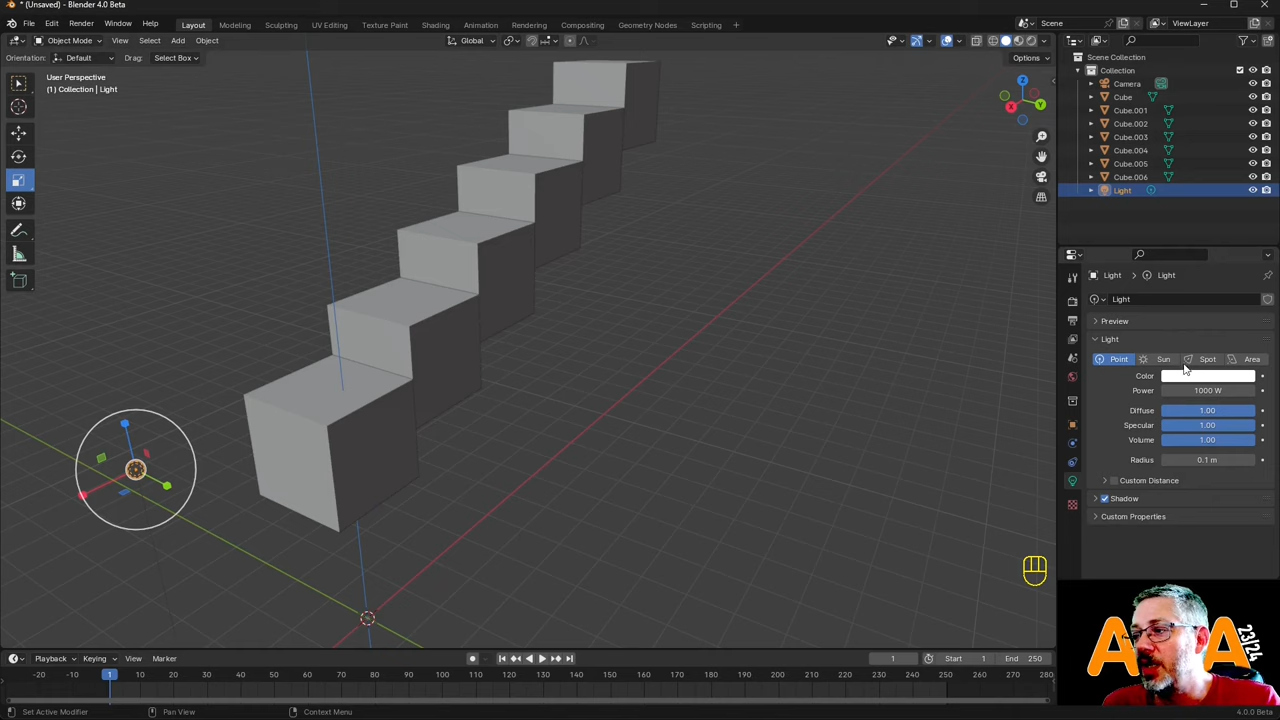 * (Unsaved) - Blender 4.0 Beta
File Edit Render Window Help Layout Modeling Sculpting UV Editing Texture Paint Shading Animation Rendering Compositing Geometry Nodes Scripting + Scene ViewLayer
Object Mode View Select Add Object Global
Orientation: Default Drag: Select Box Options
User Perspective
(1) Collection | Light
X Y Z
Scene Collection
Collection
Camera
Cube
Cube.001
Cube.002
Cube.003
Cube.004
Cube.005
Cube.006
Light
Light Light
Light
Preview
Light
Point Sun Spot Area
Color
Power 1000 W
Diffuse 1.00
Specular 1.00
Volume 1.00
Radius 0.1 m
Custom Distance
Shadow
Custom Properties
23/24
Playback Keying View Marker 1 Start 1 End 250
-20 -10 1 10 20 30 40 50 60 70 80 90 100 110 120 130 140 150 160 170 180 190 200 210 220 230 240 250 260 270 280
Set Active Modifier Pan View Context Menu 4.0.0 Beta